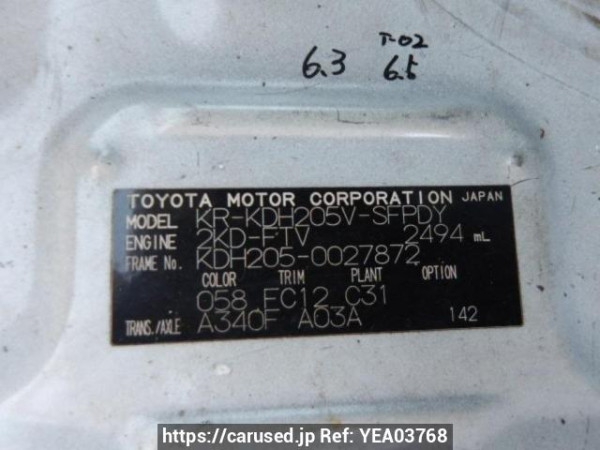 T-02
6.3 6.5
TOYOTA MOTOR CORPORATION JAPAN
MODEL KR-KDH205V-SFPDY
ENGINE 2KD-FTV 2494 mL
FRAME No. KDH205-0027872
COLOR TRIM PLANT OPTION
058 FC12 C31
TRANS./AXLE A340F A03A 142
https://carused.jp Ref: YEA03768